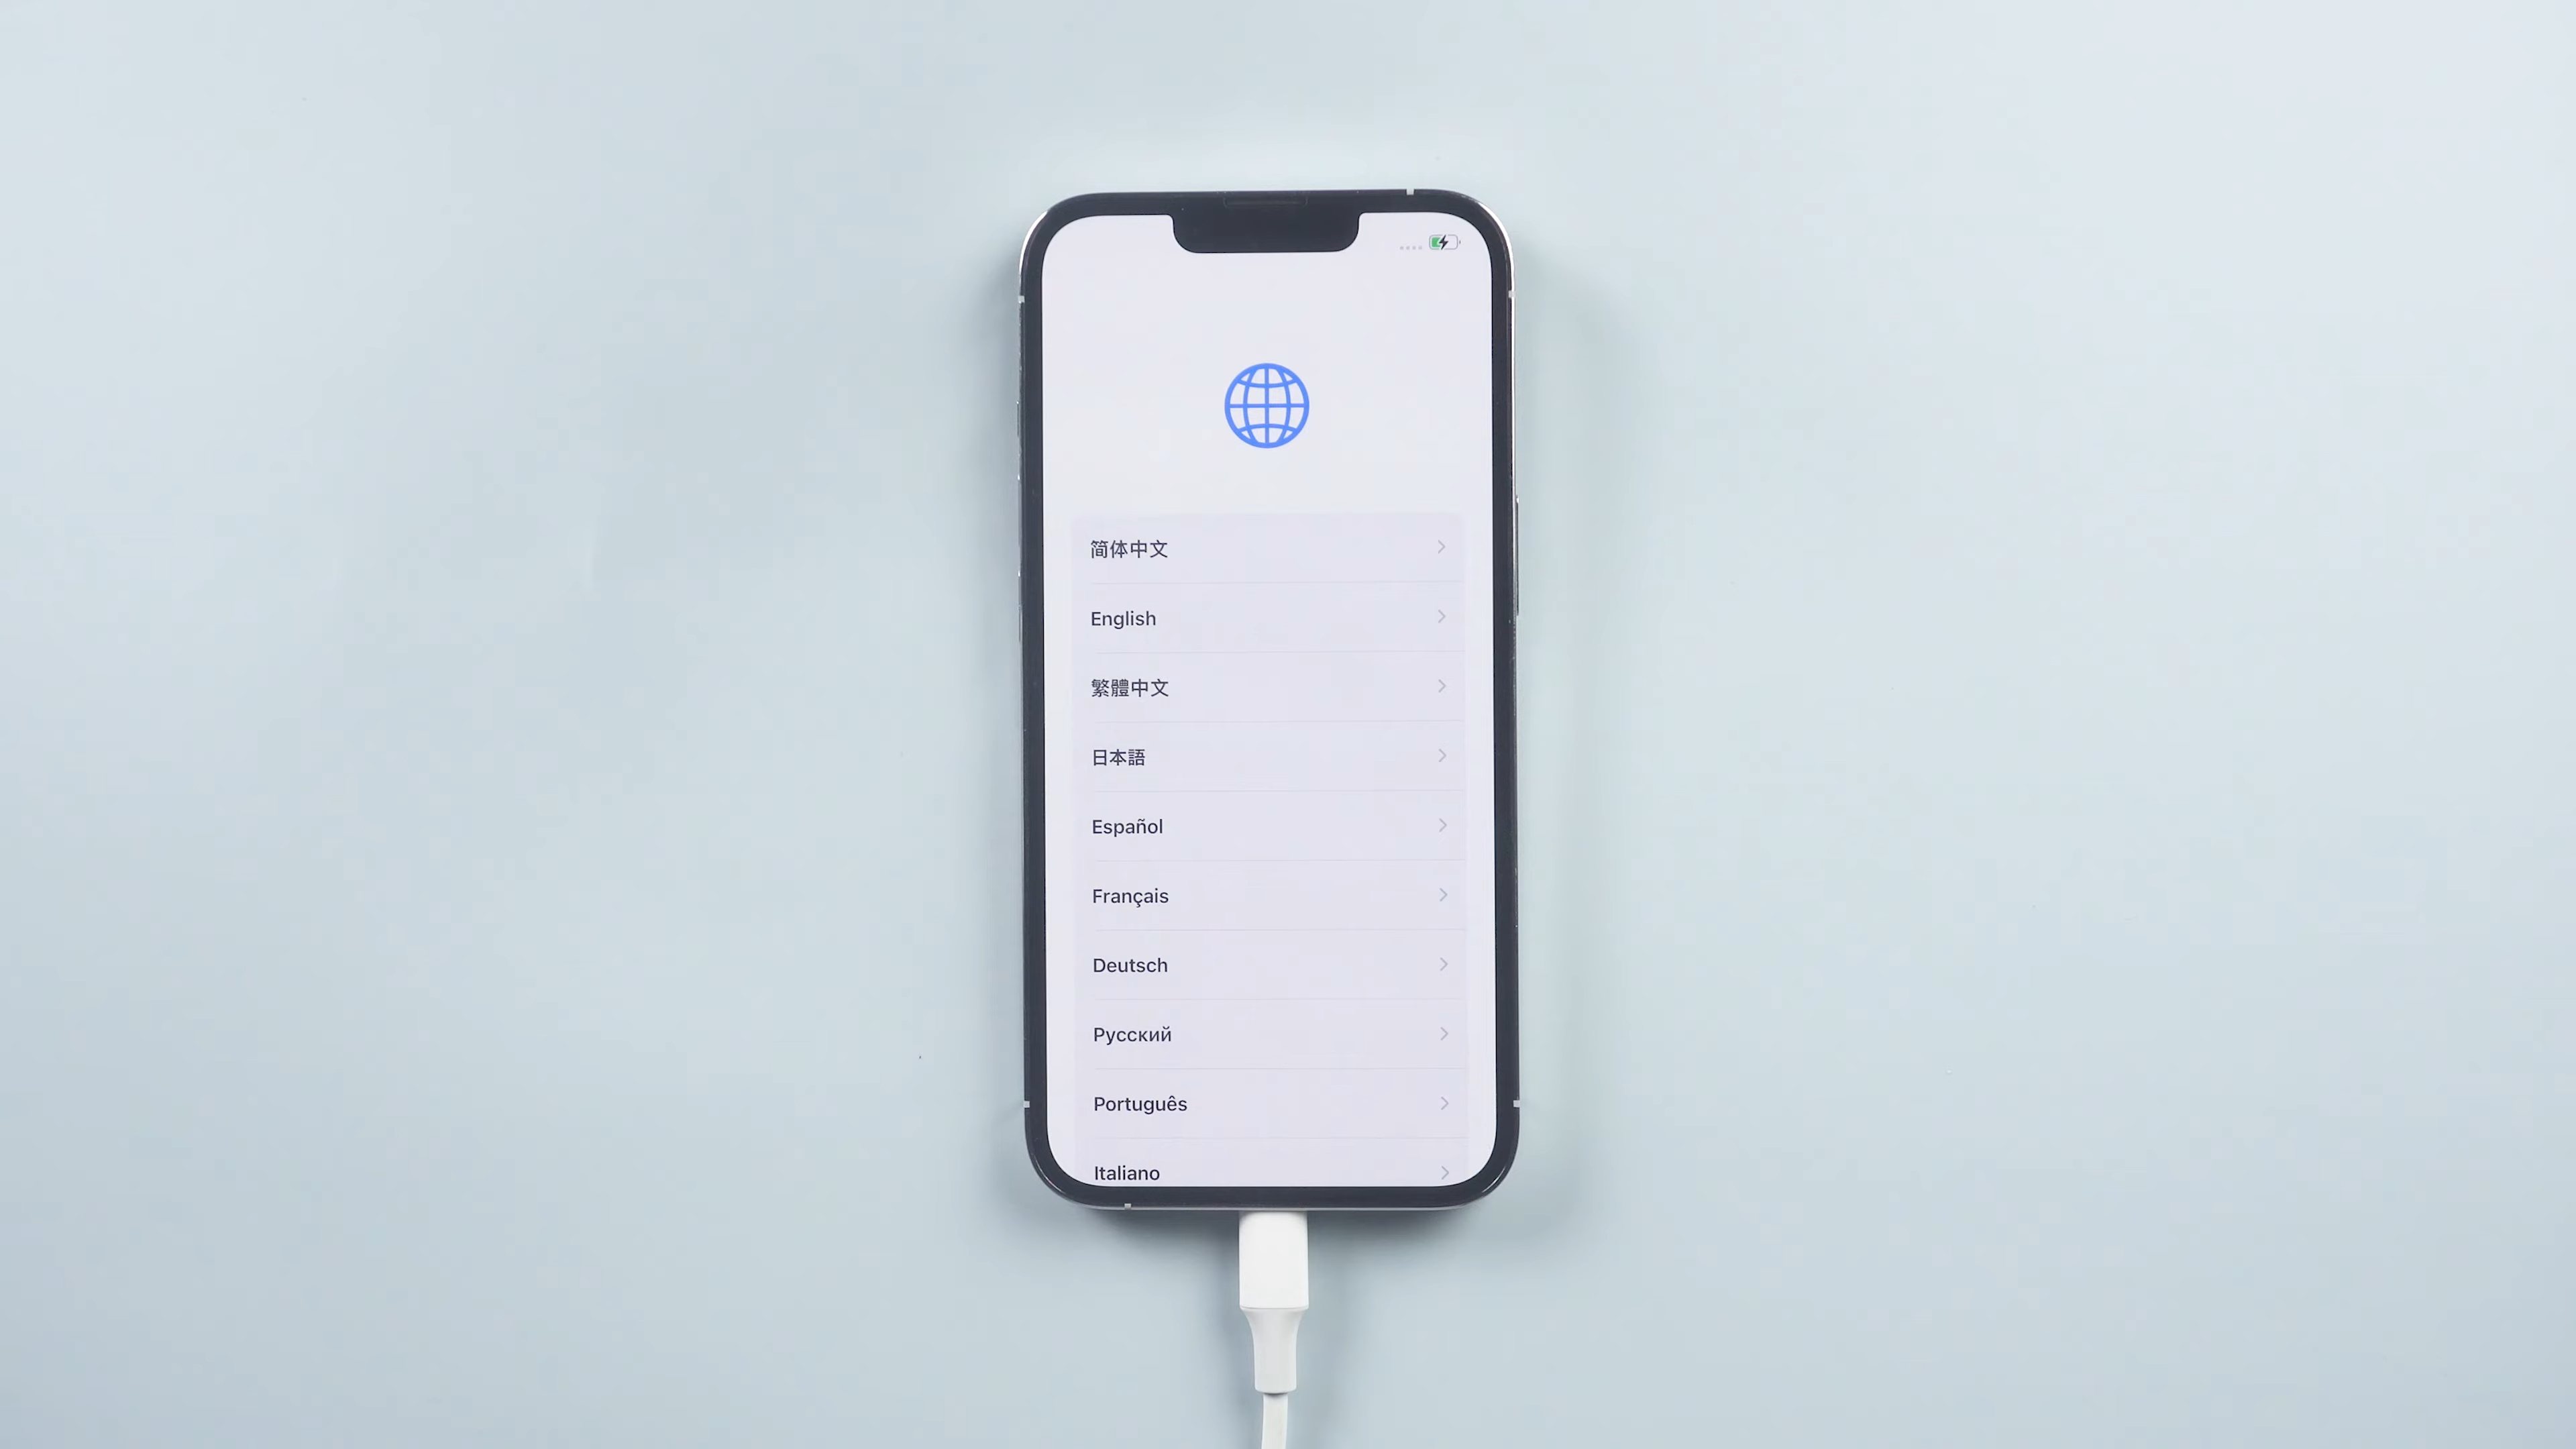 简体中文
English
繁體中文
日本語
Español
Français
Deutsch
Русский
Português
Italiano